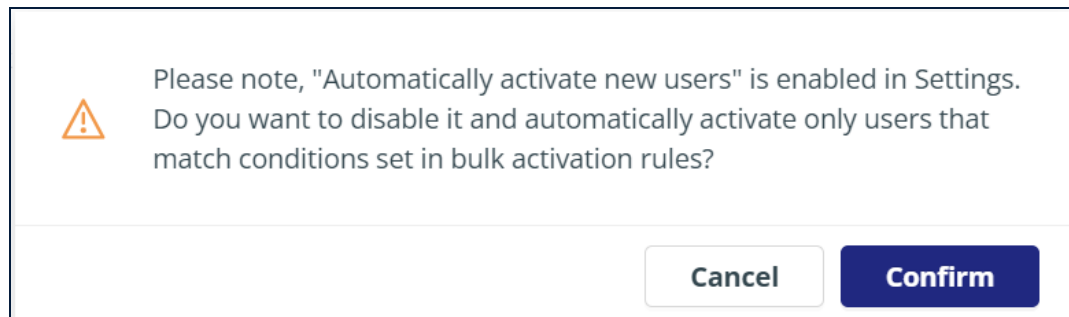 Please note, "Automatically activate new users" is enabled in Settings.
Do you want to disable it and automatically activate only users that
match conditions set in bulk activation rules?
Cancel
Confirm